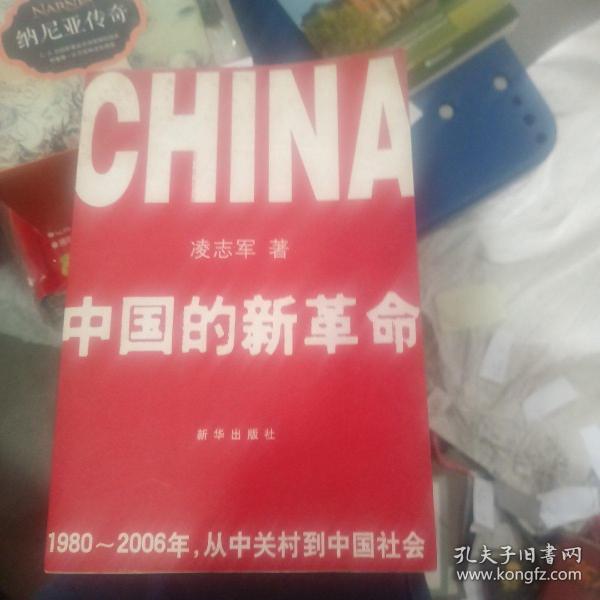 纳尼亚传奇
CHINA
凌志军 著
中国的新革命
新华出版社
1980～2006年，从中关村到中国社会
孔夫子旧书网
www.kongfz.com